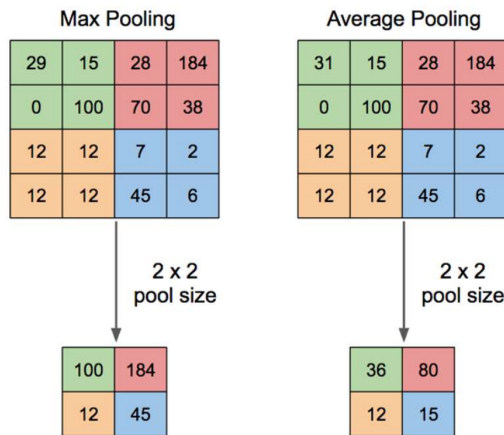 Max Pooling
29 15 28 184
0 100 70 38
12 12 7 2
12 12 45 6
2 x 2
pool size
100 184
12 45
Average Pooling
31 15 28 184
0 100 70 38
12 12 7 2
12 12 45 6
2 x 2
pool size
36 80
12 15